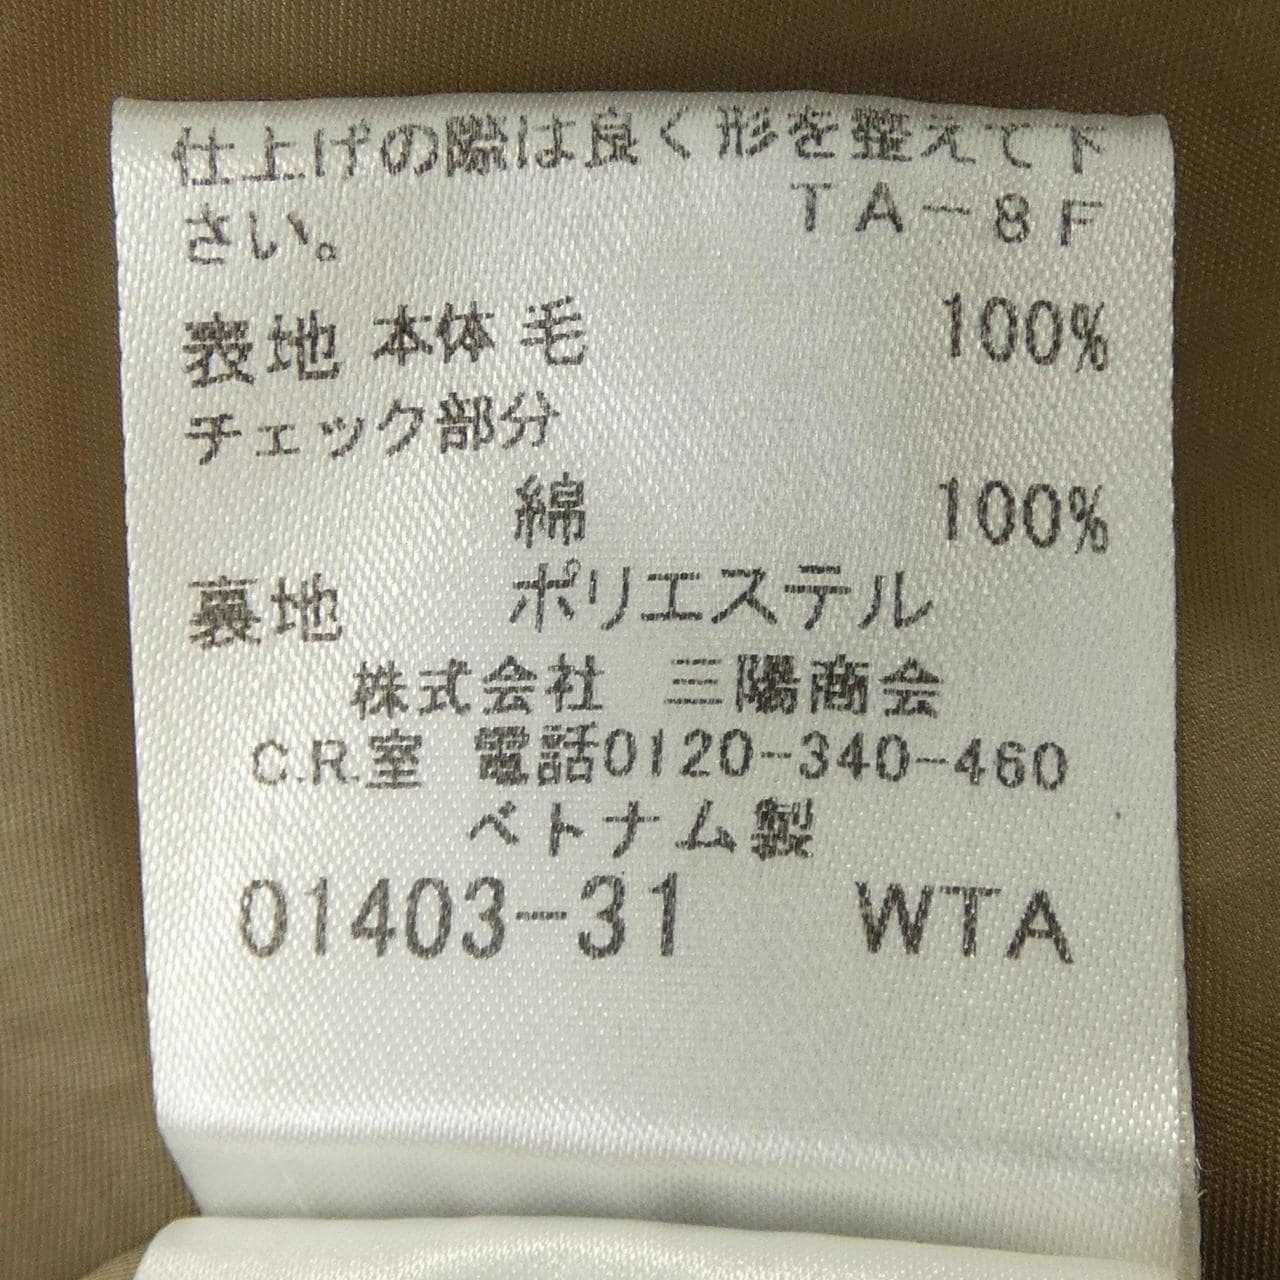 仕上げの際は良く形を整えて下
さい。 TA-8F
表地 本体 毛 100%
チェック部分
綿 100%
裏地 ポリエステル
株式会社 三陽商会
C.R.室 電話0120-340-460
ベトナム製
01403-31 WTA